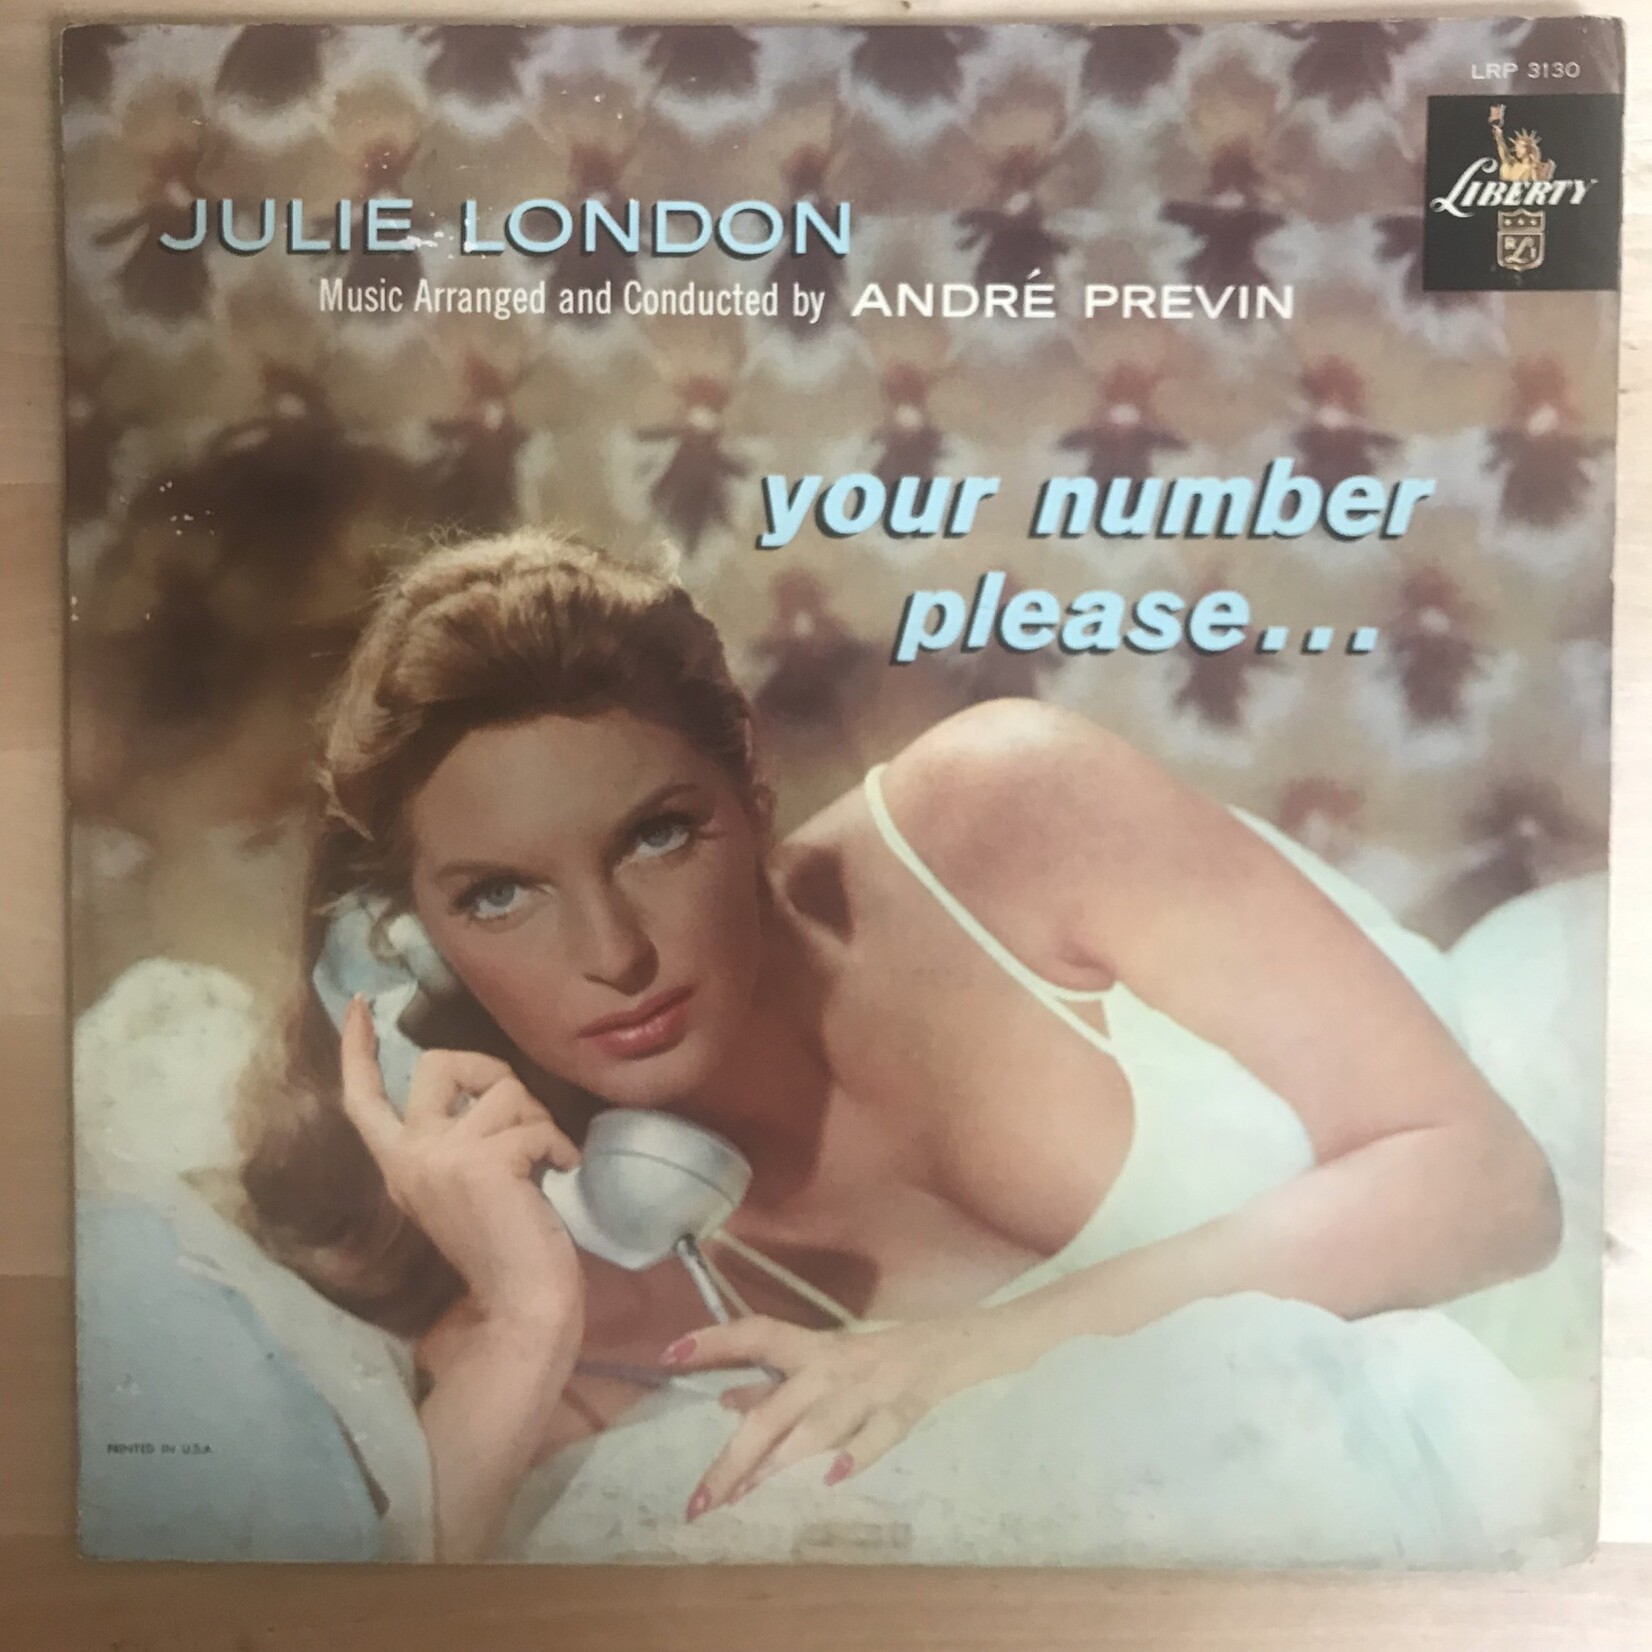 LRP 3130
LIBERTY
JULIE LONDON
Music Arranged and Conducted by ANDRÉ PREVIN
your number
please...
PRINTED IN U.S.A.